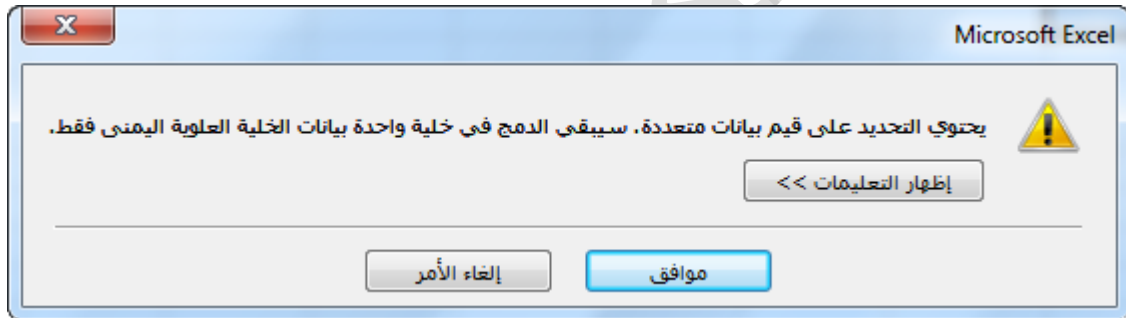 Microsoft Excel
يحتوي التحديد على قيم بيانات متعددة. سيبقي الدمج في خلية واحدة بيانات الخلية العلوية اليمنى فقط.
إظهار التعليمات >>
موافق
إلغاء الأمر